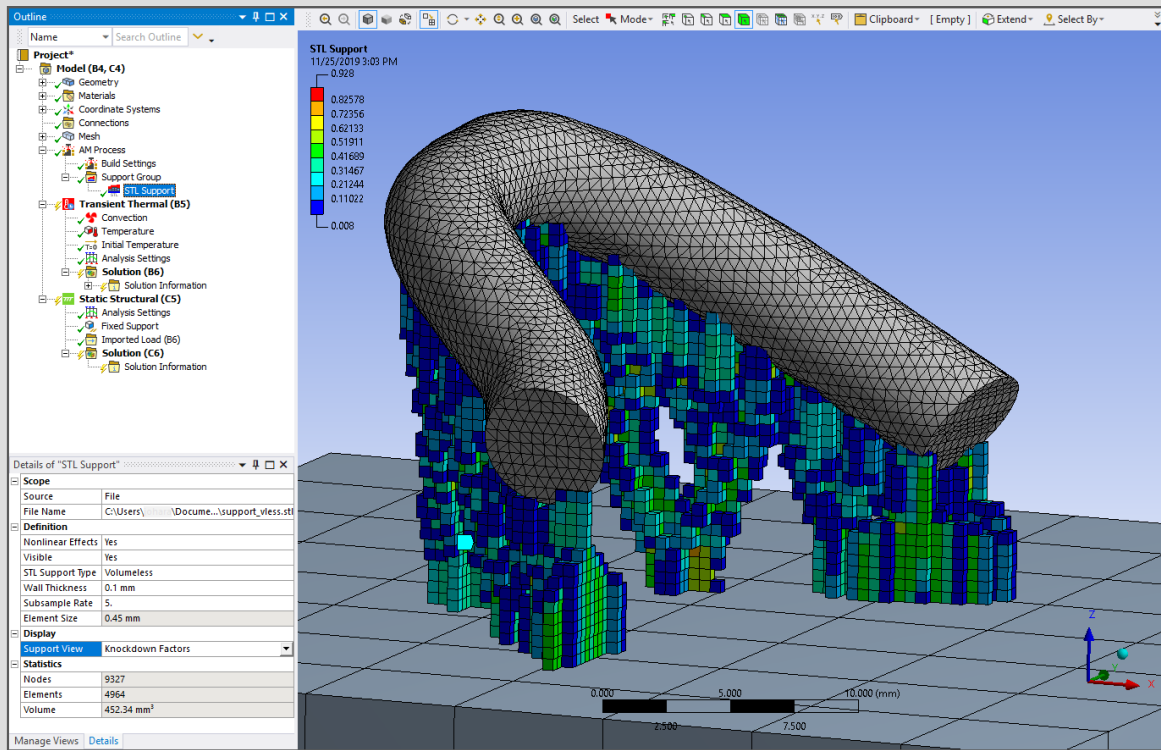 Outline
Name
Search Outline
Project*
Model (B4, C4)
Geometry
Materials
Coordinate Systems
Connections
Mesh
AM Process
Build Settings
Support Group
STL Support
Transient Thermal (B5)
Convection
Temperature
Initial Temperature
Analysis Settings
Solution (B6)
Solution Information
Static Structural (C5)
Analysis Settings
Fixed Support
Imported Load (B6)
Solution (C6)
Solution Information
Details of "STL Support"
Scope
Source File
File Name C:\Users\ \Docume...\support_vless.stl
Definition
Nonlinear Effects Yes
Visible Yes
STL Support Type Volumeless
Wall Thickness 0.1 mm
Subsample Rate 5.
Element Size 0.45 mm
Display
Support View Knockdown Factors
Statistics
Nodes 9327
Elements 4964
Volume 452.34 mm³
Manage Views Details
Select Mode Clipboard [ Empty ] Extend Select By
STL Support
11/25/2019 3:03 PM
0.928
0.82578
0.72356
0.62133
0.51911
0.41689
0.31467
0.21244
0.11022
0.008
0.000 5.000 10.000 (mm)
2.500 7.500
Z
Y
X